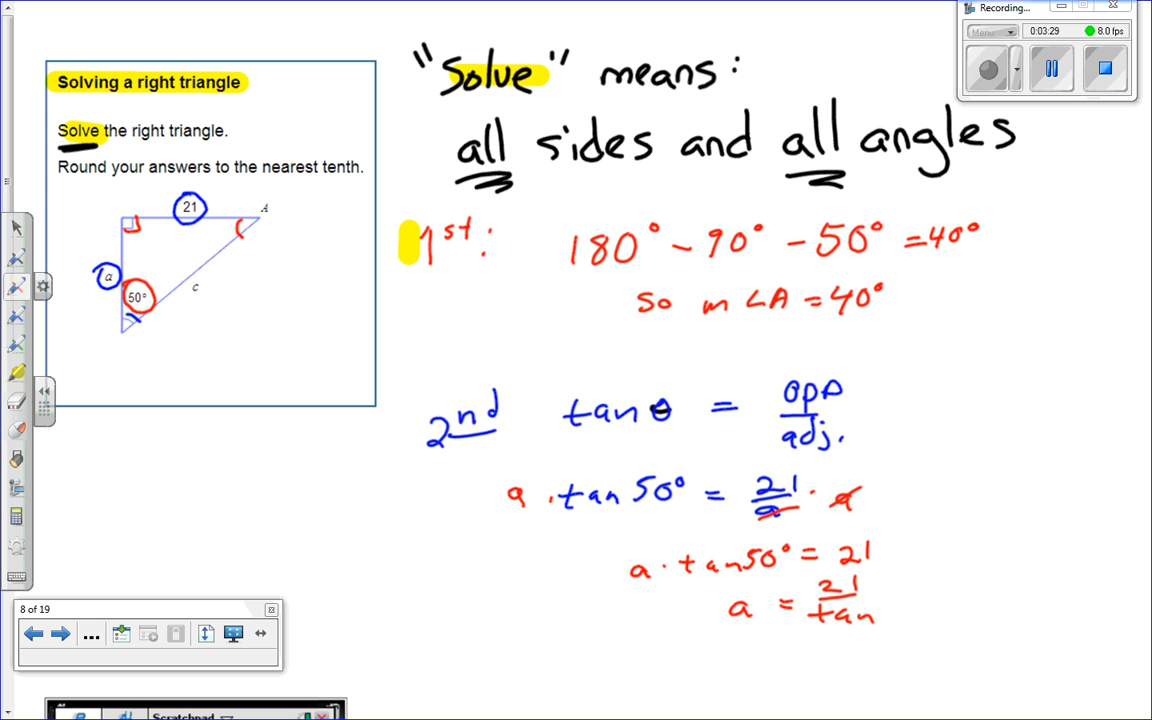 Recording...
Menu
0:03:29
8.0 fps
"Solve" means:
all sides and all angles
Solving a right triangle
Solve the right triangle.
Round your answers to the nearest tenth.
21
A
a
50°
c
1st: 180° - 90° - 50° = 40°
so m∠A = 40°
2nd tan θ = opp/adj.
a · tan 50° = 21/a · a
a · tan50° = 21
a = 21/tan
8 of 19
...
Scratchpad